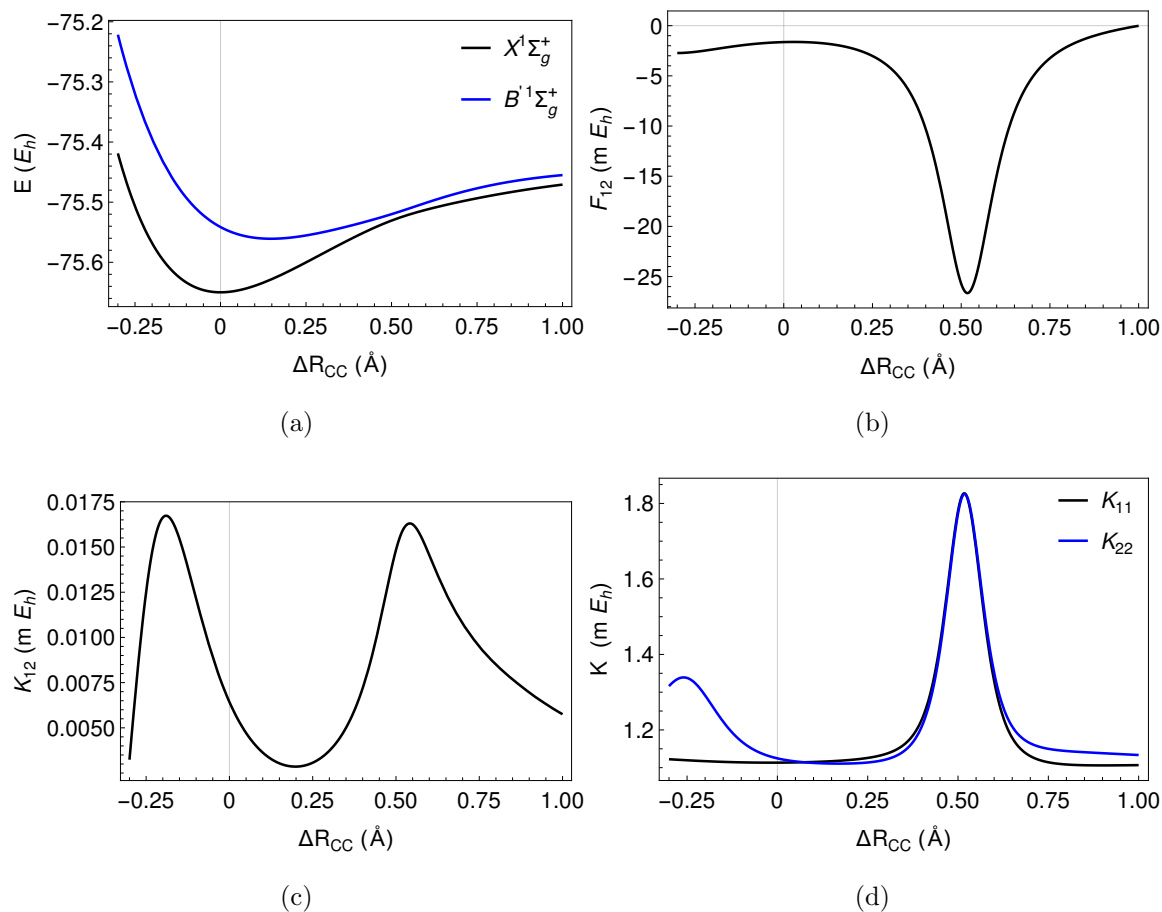 −75.2
−75.3
−75.4
−75.5
−75.6
E (E_h)
X¹Σ_g⁺
B'¹Σ_g⁺
−0.25 0 0.25 0.50 0.75 1.00
ΔR_CC (Å)
(a)
0
−5
−10
−15
−20
−25
F_12 (m E_h)
−0.25 0 0.25 0.50 0.75 1.00
ΔR_CC (Å)
(b)
0.0175
0.0150
0.0125
0.0100
0.0075
0.0050
K_12 (m E_h)
−0.25 0 0.25 0.50 0.75 1.00
ΔR_CC (Å)
(c)
1.8
1.6
1.4
1.2
K (m E_h)
K_11
K_22
−0.25 0 0.25 0.50 0.75 1.00
ΔR_CC (Å)
(d)